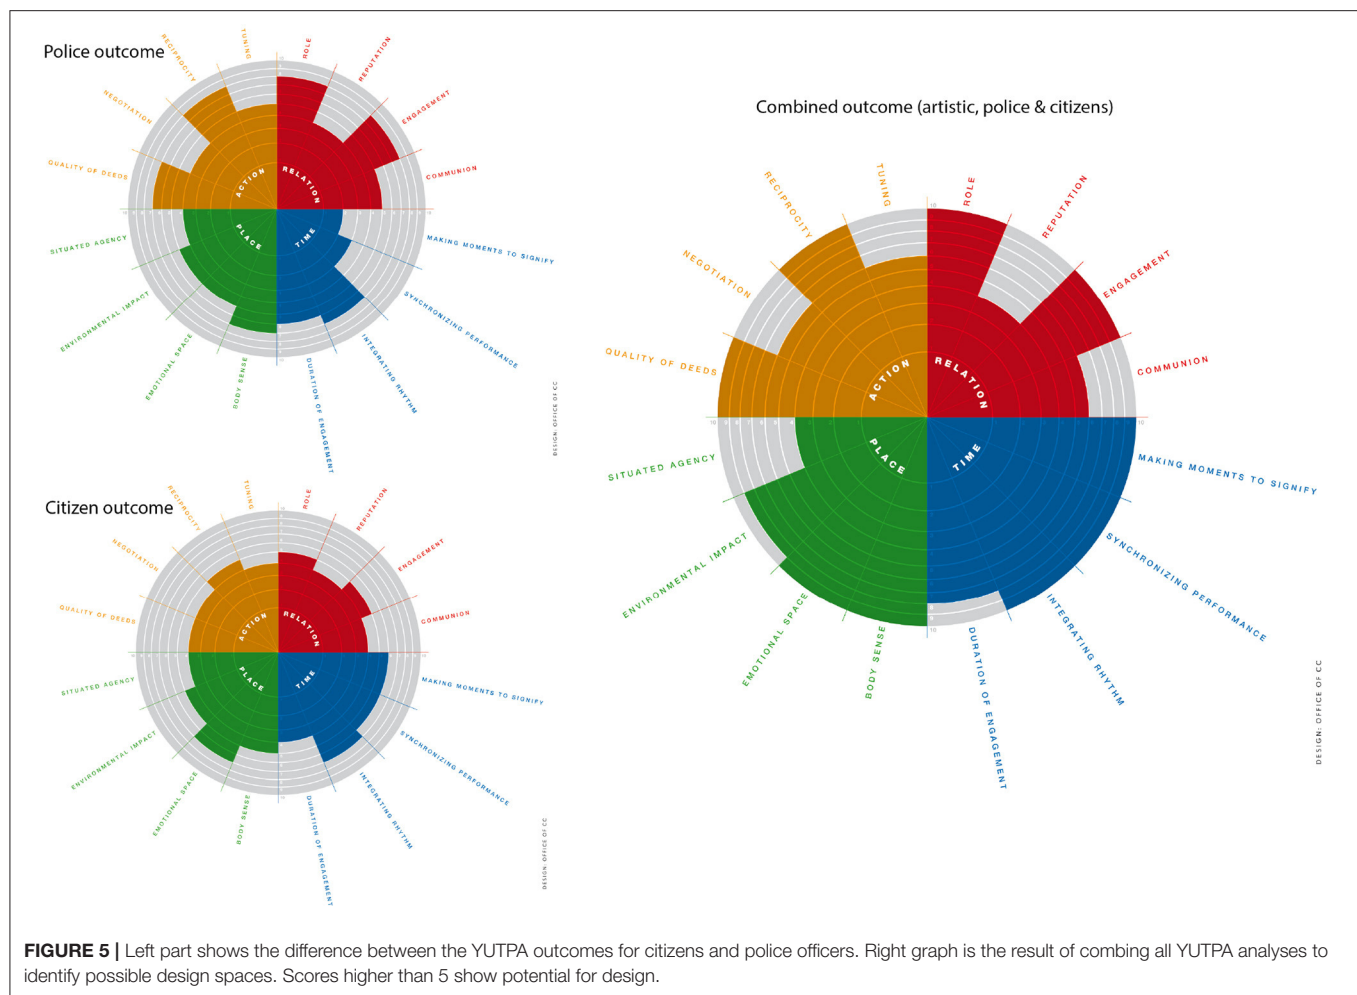 Police outcome
TUNING
RECIPROCITY
NEGOTIATION
QUALITY OF DEEDS
ROLE
REPUTATION
ENGAGEMENT
COMMUNION
ACTION
RELATION
PLACE
TIME
SITUATED AGENCY
ENVIRONMENTAL IMPACT
EMOTIONAL SPACE
BODY SENSE
MAKING MOMENTS TO SIGNIFY
SYNCHRONIZING PERFORMANCE
INTEGRATING RHYTHM
DURATION OF ENGAGEMENT
DESIGN: OFFICE OF CC
Citizen outcome
TUNING
RECIPROCITY
NEGOTIATION
QUALITY OF DEEDS
ROLE
REPUTATION
ENGAGEMENT
COMMUNION
ACTION
RELATION
PLACE
TIME
SITUATED AGENCY
ENVIRONMENTAL IMPACT
EMOTIONAL SPACE
BODY SENSE
MAKING MOMENTS TO SIGNIFY
SYNCHRONIZING PERFORMANCE
INTEGRATING RHYTHM
DURATION OF ENGAGEMENT
DESIGN: OFFICE OF CC
Combined outcome (artistic, police & citizens)
TUNING
RECIPROCITY
NEGOTIATION
QUALITY OF DEEDS
ROLE
REPUTATION
ENGAGEMENT
COMMUNION
ACTION
RELATION
PLACE
TIME
SITUATED AGENCY
ENVIRONMENTAL IMPACT
EMOTIONAL SPACE
BODY SENSE
MAKING MOMENTS TO SIGNIFY
SYNCHRONIZING PERFORMANCE
INTEGRATING RHYTHM
DURATION OF ENGAGEMENT
DESIGN: OFFICE OF CC
FIGURE 5 | Left part shows the difference between the YUTPA outcomes for citizens and police officers. Right graph is the result of combing all YUTPA analyses to
identify possible design spaces. Scores higher than 5 show potential for design.